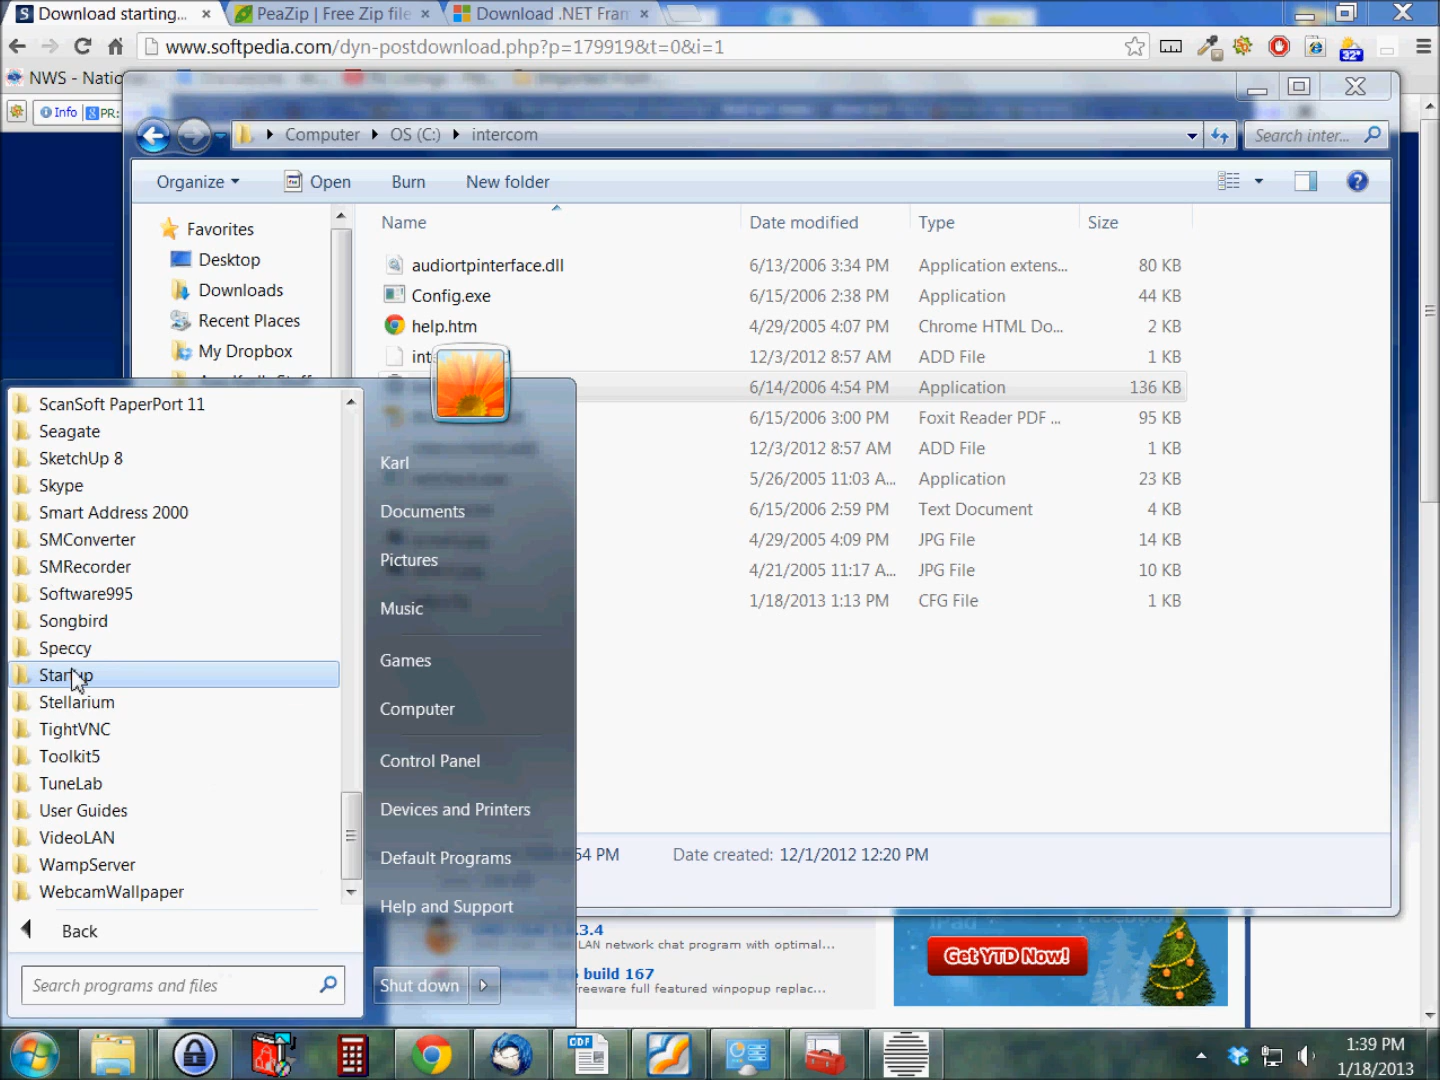 Download starting...
PeaZip | Free Zip file
Download .NET Fram
www.softpedia.com/dyn-postdownload.php?p=179919&t=0&i=1
32°
NWS - Nation
Info
PR:
Computer
OS (C:)
intercom
Search inter...
Organize
Open
Burn
New folder
Name
Date modified
Type
Size
Favorites
Desktop
Downloads
Recent Places
My Dropbox
audiortpinterface.dll 6/13/2006 3:34 PM Application extens... 80 KB
Config.exe 6/15/2006 2:38 PM Application 44 KB
help.htm 4/29/2005 4:07 PM Chrome HTML Do... 2 KB
int 12/3/2012 8:57 AM ADD File 1 KB
6/14/2006 4:54 PM Application 136 KB
6/15/2006 3:00 PM Foxit Reader PDF ... 95 KB
12/3/2012 8:57 AM ADD File 1 KB
5/26/2005 11:03 A... Application 23 KB
6/15/2006 2:59 PM Text Document 4 KB
4/29/2005 4:09 PM JPG File 14 KB
4/21/2005 11:17 A... JPG File 10 KB
1/18/2013 1:13 PM CFG File 1 KB
54 PM
Date created: 12/1/2012 12:20 PM
ScanSoft PaperPort 11
Seagate
SketchUp 8
Skype
Smart Address 2000
SMConverter
SMRecorder
Software995
Songbird
Speccy
Startup
Stellarium
TightVNC
Toolkit5
TuneLab
User Guides
VideoLAN
WampServer
WebcamWallpaper
Back
Search programs and files
Karl
Documents
Pictures
Music
Games
Computer
Control Panel
Devices and Printers
Default Programs
Help and Support
Shut down
.3.4
LAN network chat program with optimal...
build 167
reeware full featured winpopup replac...
iPad
Facebook
Get YTD Now!
ODF
1:39 PM
1/18/2013